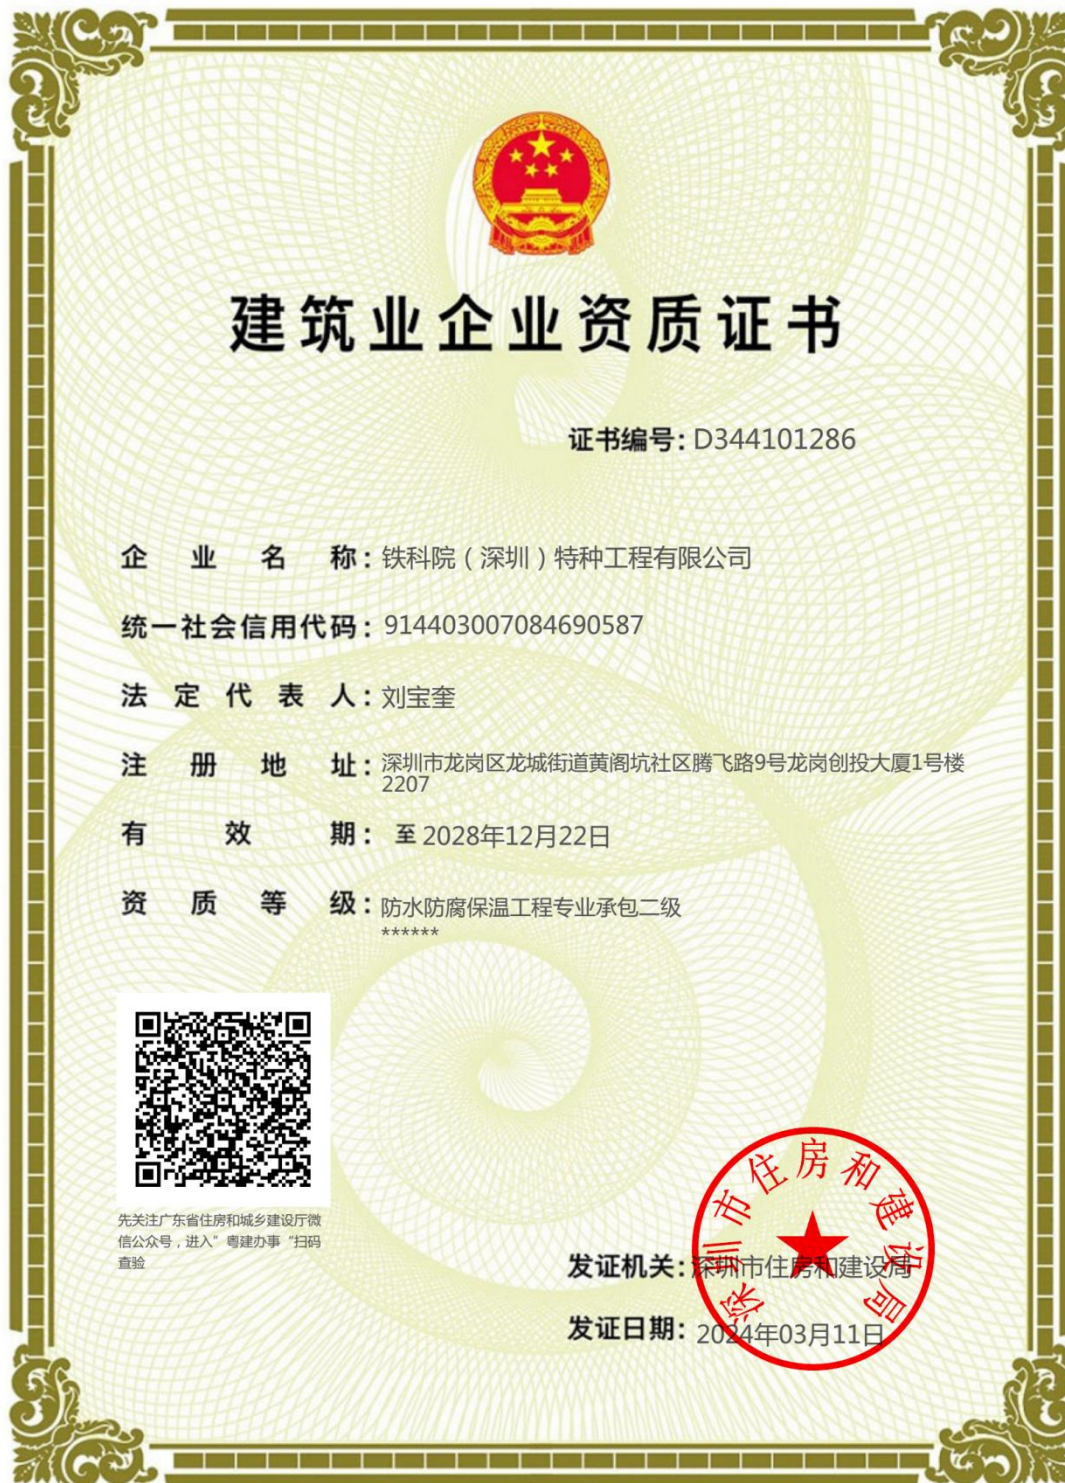 建筑业企业资质证书
证书编号: D344101286
企业名称: 铁科院（深圳）特种工程有限公司
统一社会信用代码: 914403007084690587
法定代表人: 刘宝奎
注册地址: 深圳市龙岗区龙城街道黄阁坑社区腾飞路9号龙岗创投大厦1号楼
2207
有效期: 至 2028年12月22日
资质等级: 防水防腐保温工程专业承包二级
******
先关注广东省住房和城乡建设厅微
信公众号，进入”粤建办事“扫码
查验
深圳市住房和建设局
发证机关: 深圳市住房和建设局
发证日期: 2024年03月11日